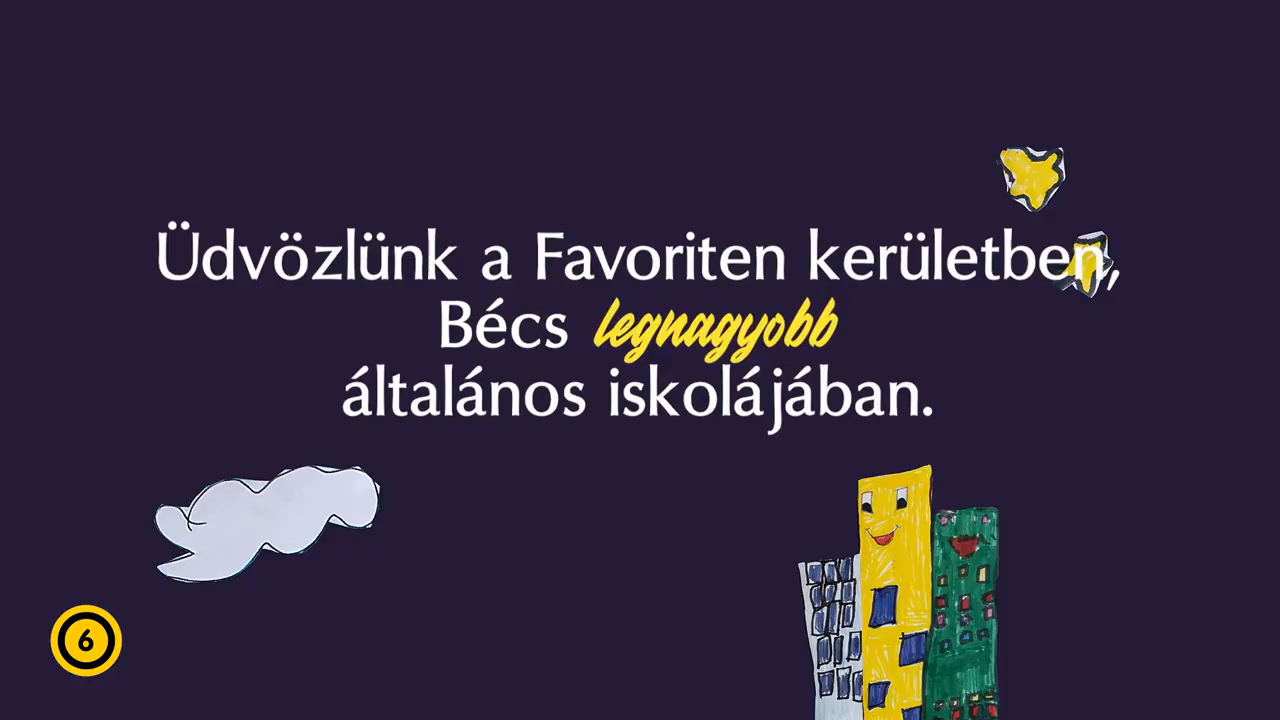 Üdvözlünk a Favoriten kerületben,
Bécs legnagyobb
általános iskolájában.
6